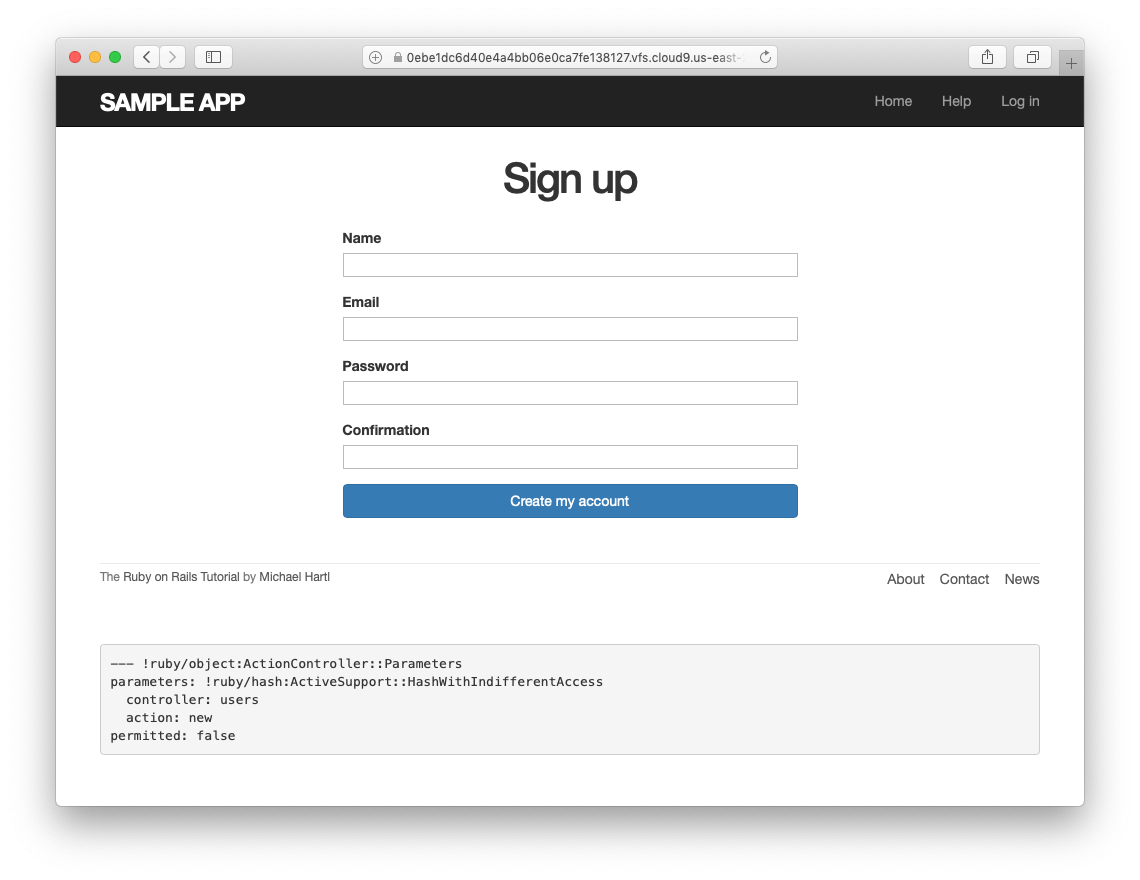 0ebe1dc6d40e4a4bb06e0ca7fe138127.vfs.cloud9.us-east-
SAMPLE APP
Home Help Log in
Sign up
Name
Email
Password
Confirmation
Create my account
The Ruby on Rails Tutorial by Michael Hartl
About Contact News
--- !ruby/object:ActionController::Parameters
parameters: !ruby/hash:ActiveSupport::HashWithIndifferentAccess
  controller: users
  action: new
permitted: false